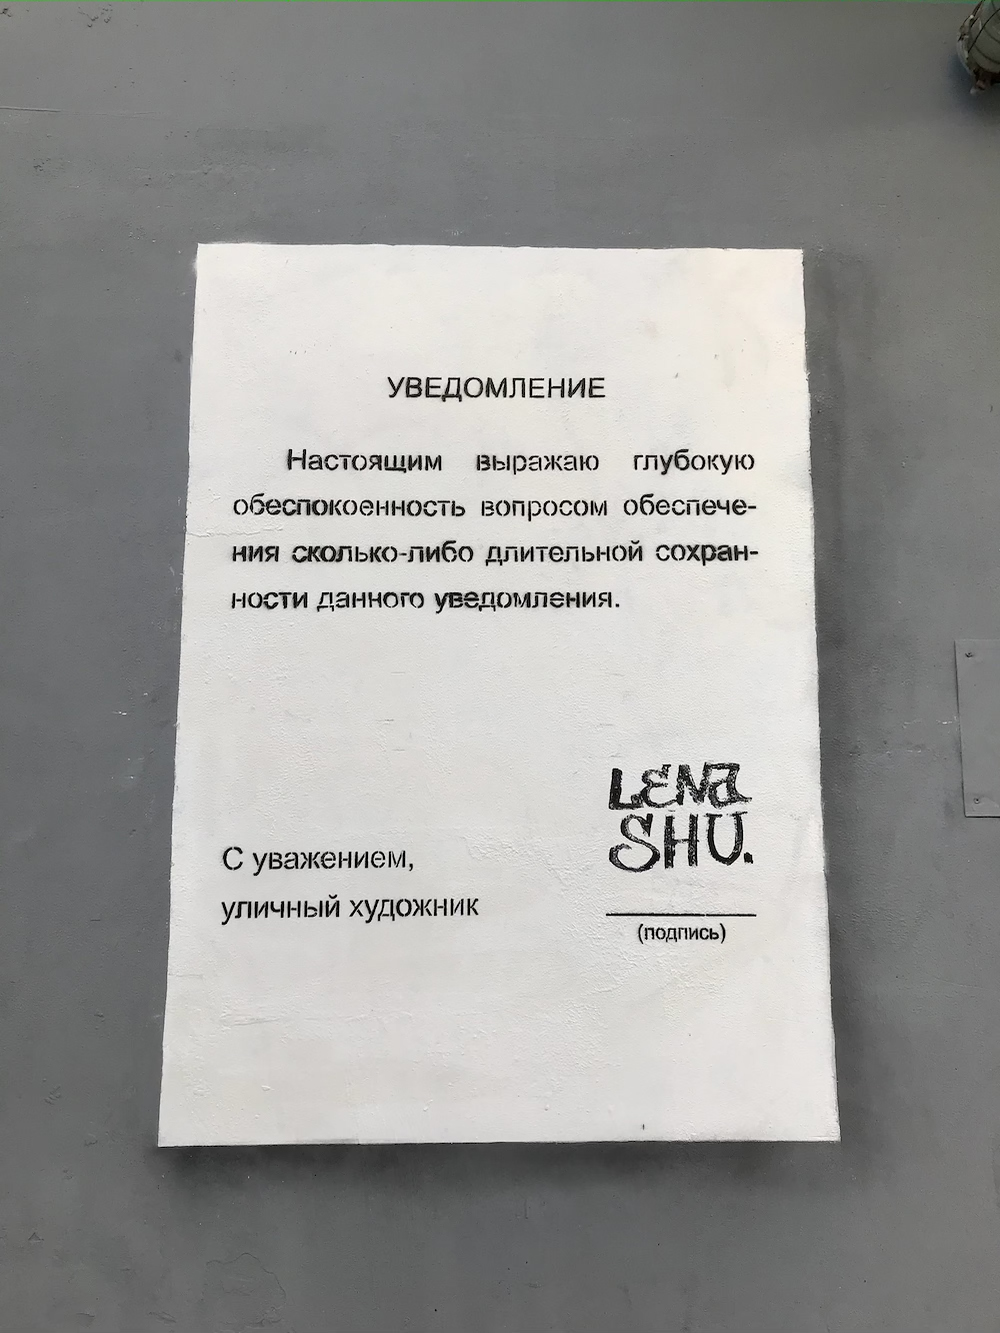 УВЕДОМЛЕНИЕ
Настоящим выражаю глубокую
обеспокоенность вопросом обеспече-
ния сколько-либо длительной сохран-
ности данного уведомления.
LENA
SHU.
С уважением,
уличный художник
(подпись)